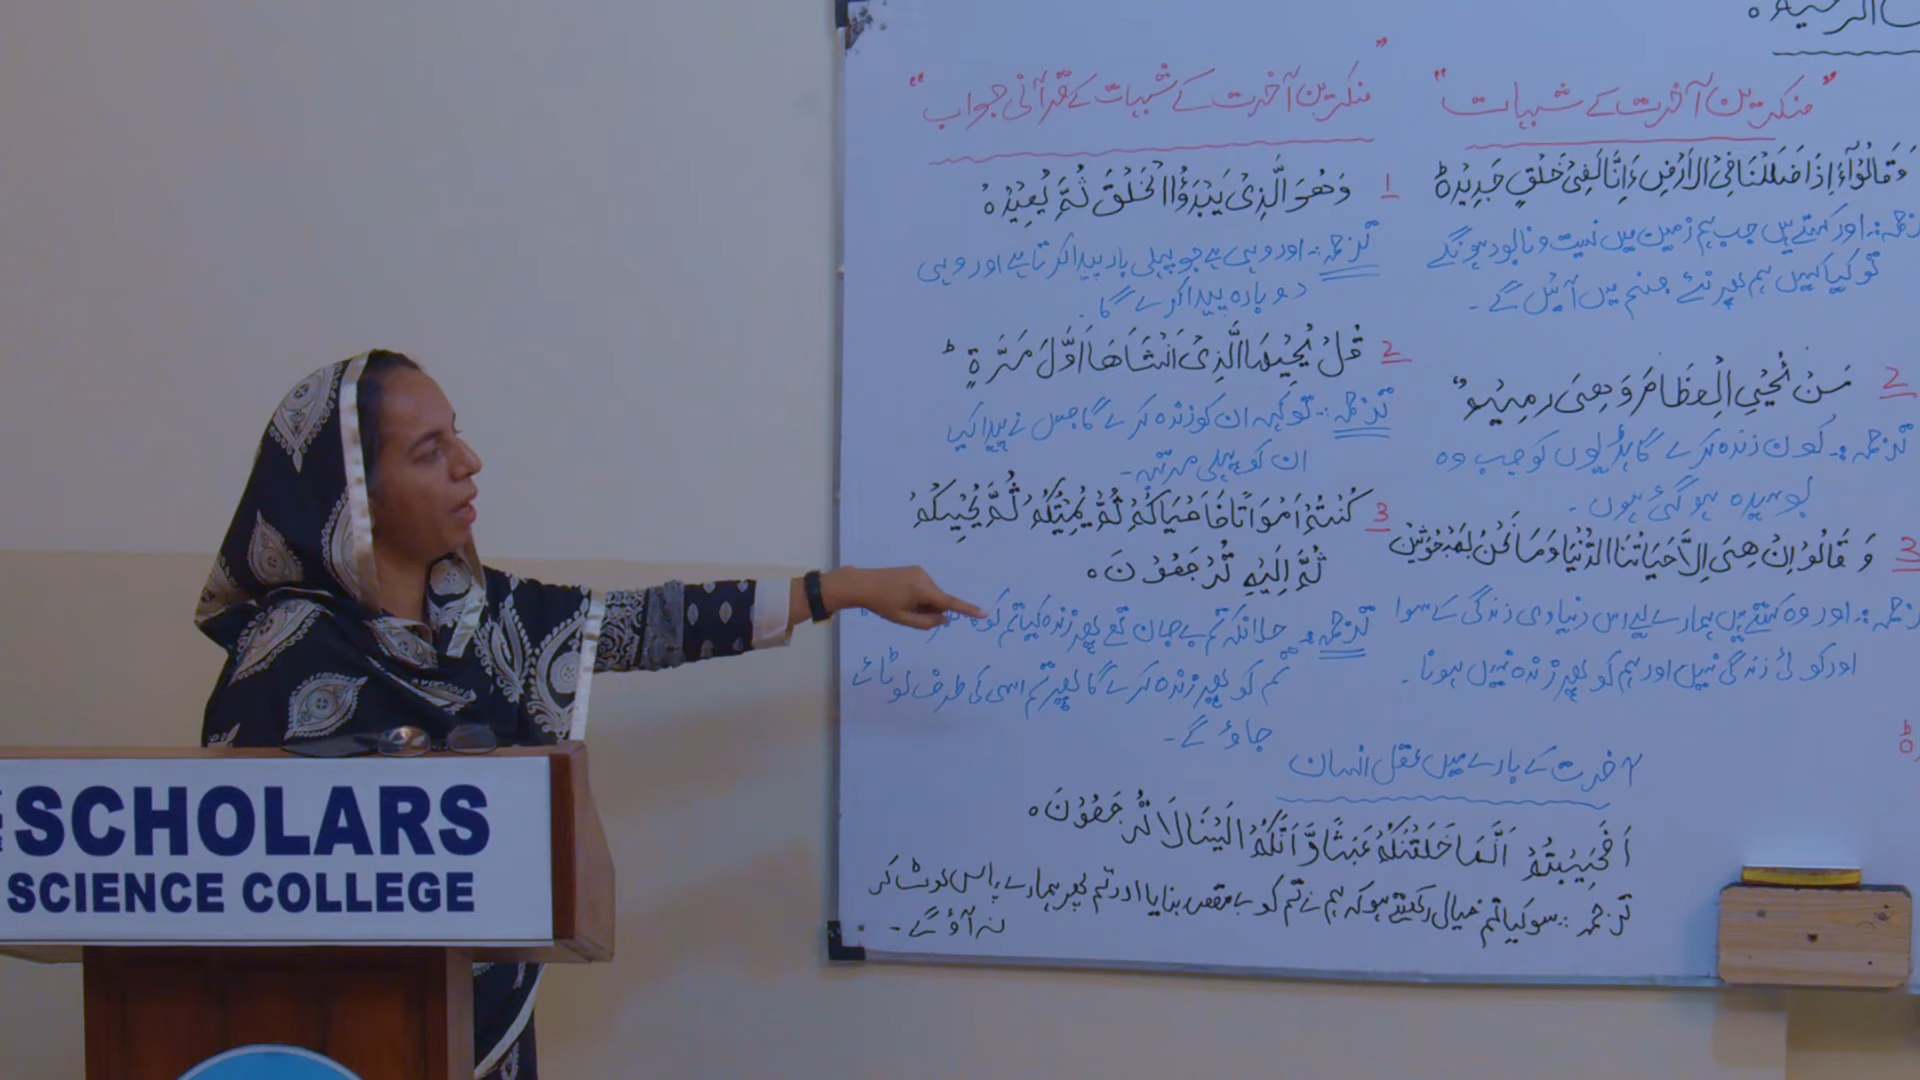 "منکرین آخرت کے شبہات"
وَقَالُوْٓا ءَاِذَا ضَلَلْنَا فِی الْاَرْضِ ءَاِنَّا لَفِیْ خَلْقٍ جَدِیْدٍ ہ
ترجمہ:۔ اور کہتے ہیں جب ہم زمین میں نیست و نابود ہونگے
تو کیا کہیں ہم پھر نئے جنم میں آئیں گے۔
2 مَنْ یُّحْیِ الْعِظَامَ وَھِیَ رَمِیْمٌ
ترجمہ:۔ کون زندہ کرے گا ہڈیوں کو جب وہ
بوسیدہ ہو گئی ہوں۔
3 وَ قَالُوْا اِنْ ھِیَ اِلَّا حَیَاتُنَا الدُّنْیَا وَمَا نَحْنُ بِمَبْعُوْثِیْنَ
ترجمہ:۔ اور وہ کہتے ہیں ہمارے لیے اس دنیاوی زندگی کے سوا
اور کوئی زندگی نہیں اور ہم کو پھر زندہ نہیں ہونا۔
"منکرین آخرت کے شبہات کے قرآنی جواب"
1 وَھُوَ الَّذِیْ یَبْدَؤُا الْخَلْقَ ثُمَّ یُعِیْدُہٗ
ترجمہ:۔ اور وہی ہے جو پہلی بار پیدا کرتا ہے اور وہی
دوبارہ پیدا کرے گا۔
2 قُلْ یُحْیِیْھَا الَّذِیْ اَنْشَاَھَا اَوَّلَ مَرَّۃٍ ط
ترجمہ:۔ تو کہہ ان کو زندہ کرے گا جس نے پیدا کیا
ان کو پہلی مرتبہ۔
3 کُنْتُمْ اَمْوَاتًا فَاَحْیَاکُمْ ثُمَّ یُمِیْتُکُمْ ثُمَّ یُحْیِیْکُمْ
ثُمَّ اِلَیْہِ تُرْجَعُوْنَ ہ
ترجمہ:۔ حلانکہ تم بے جان تھے پھر زندہ کیا تم کو
تم کو پھر زندہ کرے گا پھر تم اسی کی طرف لوٹائے
جاؤ گے۔
آخرت کے بارے میں عقل انسان
اَفَحَسِبْتُمْ اَنَّمَا خَلَقْنٰکُمْ عَبَثًا وَّ اَنَّکُمْ اِلَیْنَا لَا تُرْجَعُوْنَ ہ
ترجمہ:۔ سو کیا تم خیال رکھتے ہو کہ ہم نے تم کو بے مقصد بنایا اور تم پھر ہمارے پاس لوٹ کر
نہ آؤ گے۔
SCHOLARS
SCIENCE COLLEGE